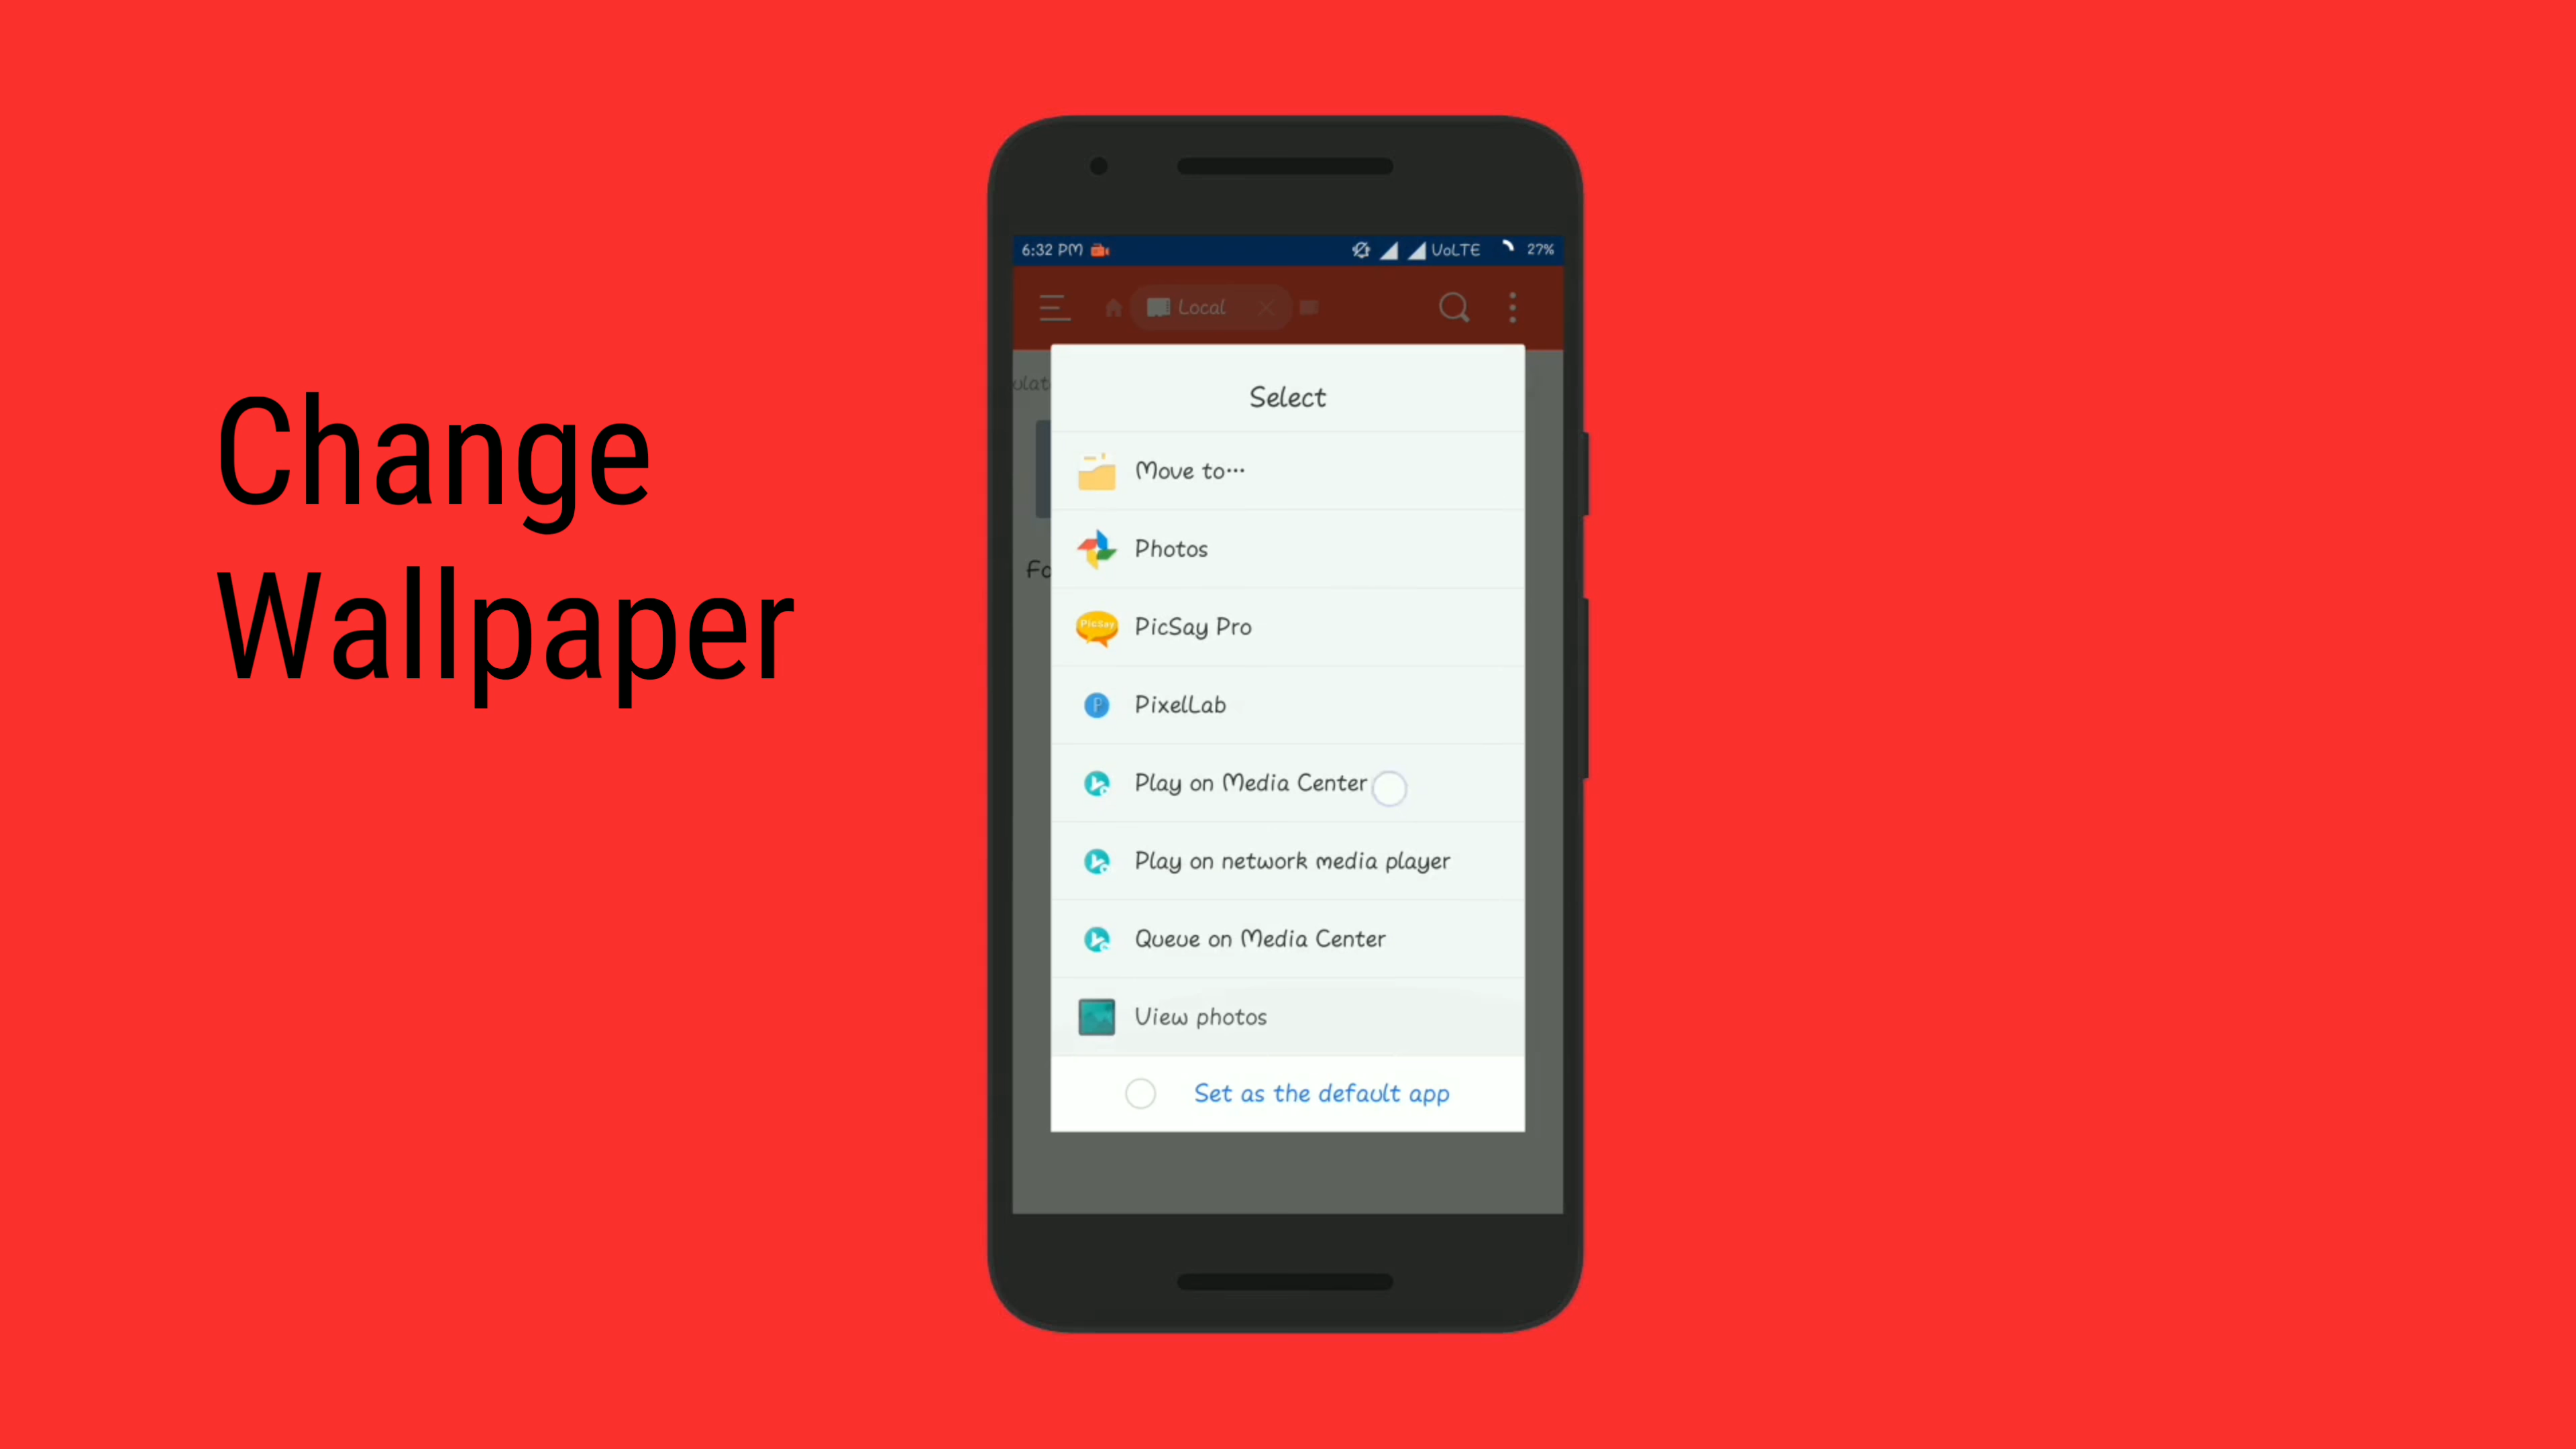 Change
Wallpaper
6:32 PM VoLTE 27%
Local
Select
Move to...
Photos
PicSay
PicSay Pro
P
PixelLab
Play on Media Center
Play on network media player
Queue on Media Center
View photos
Set as the default app